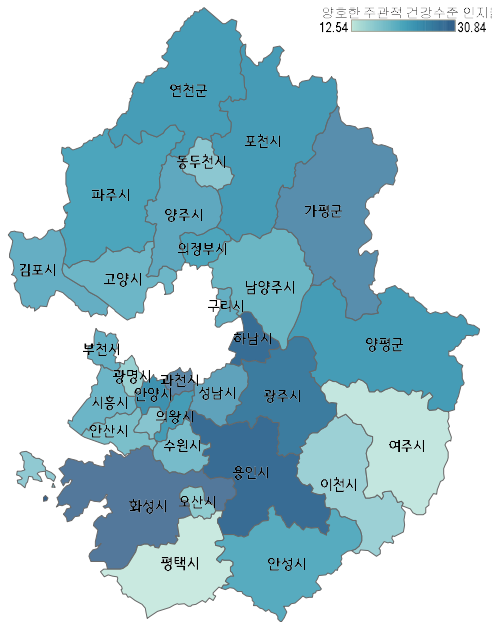 양호한 주관적 건강수준 인지율
12.54 30.84
연천군
포천시
동두천시
파주시
양주시
가평군
의정부시
김포시
고양시
남양주시
구리시
하남시
부천시
양평군
광명시
과천시
안양시
성남시
광주시
시흥시
의왕시
안산시
수원시
여주시
용인시
이천시
화성시
오산시
평택시
안성시